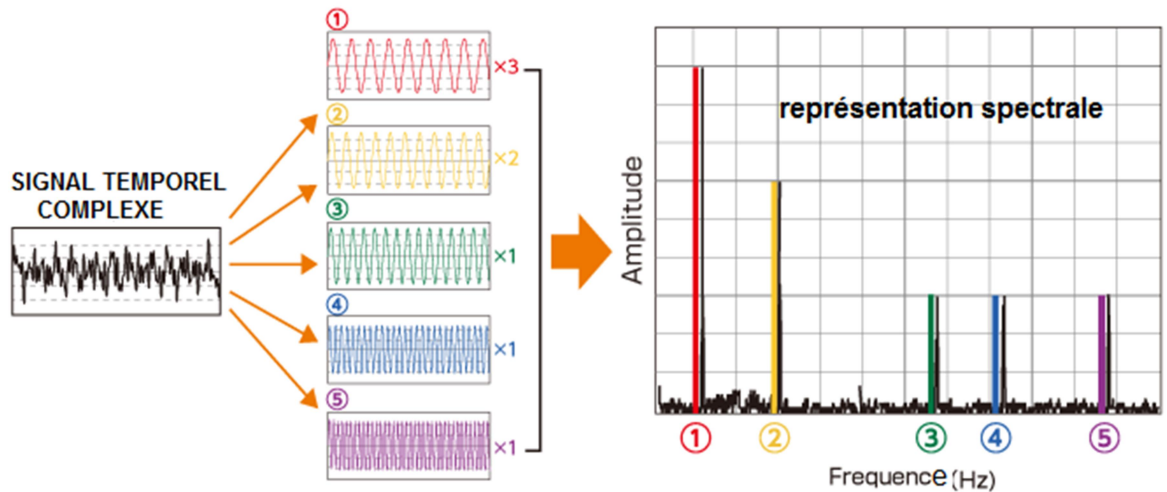 SIGNAL TEMPOREL
COMPLEXE
①
×3
②
×2
③
×1
④
×1
⑤
×1
représentation spectrale
Amplitude
① ② ③ ④ ⑤
Frequence (Hz)